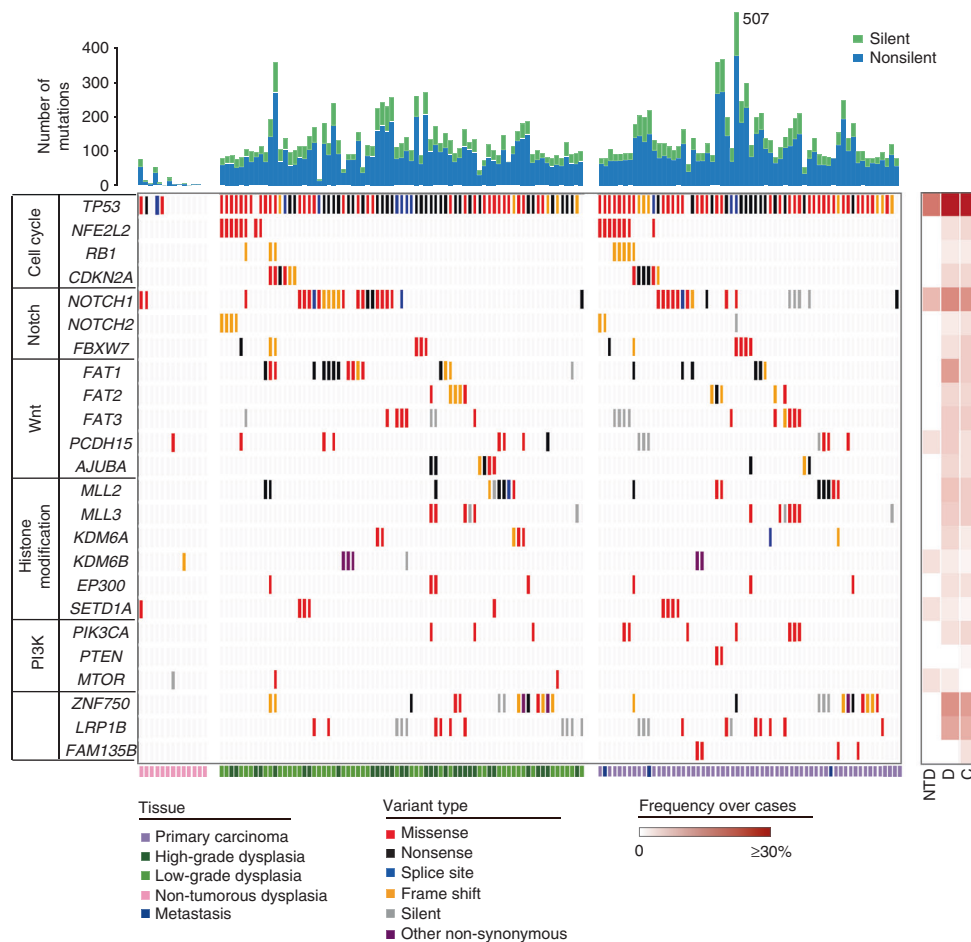 507
Silent
Nonsilent
Number of
mutations
400
300
200
100
0
Cell cycle
TP53
NFE2L2
RB1
CDKN2A
Notch
NOTCH1
NOTCH2
FBXW7
Wnt
FAT1
FAT2
FAT3
PCDH15
AJUBA
Histone
modification
MLL2
MLL3
KDM6A
KDM6B
EP300
SETD1A
PI3K
PIK3CA
PTEN
MTOR
ZNF750
LRP1B
FAM135B
NTD
D
C
Tissue
Primary carcinoma
High-grade dysplasia
Low-grade dysplasia
Non-tumorous dysplasia
Metastasis
Variant type
Missense
Nonsense
Splice site
Frame shift
Silent
Other non-synonymous
Frequency over cases
0
≥30%